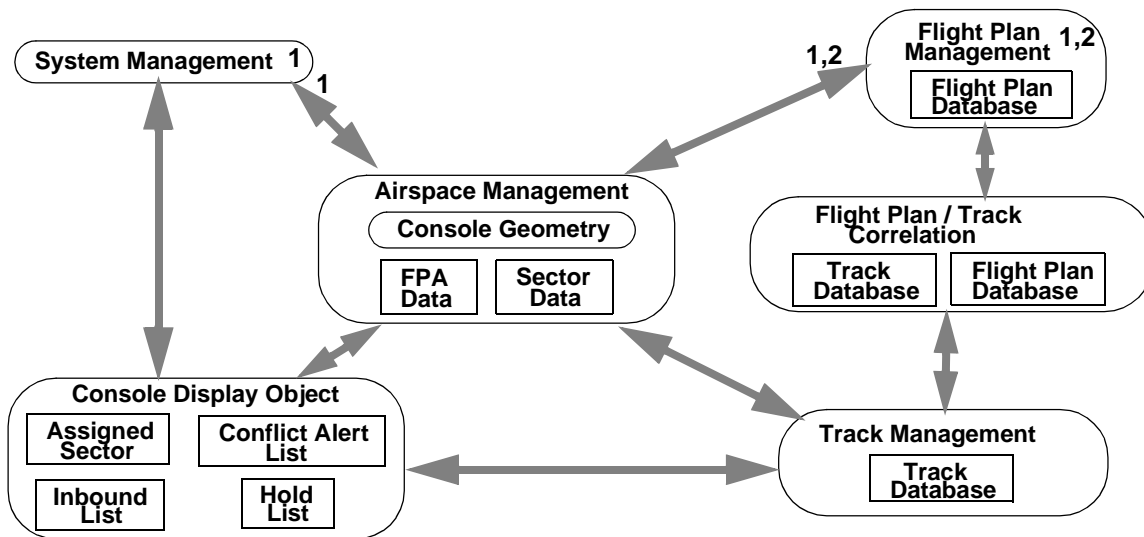 System Management 1
1
1,2
Flight Plan
Management 1,2
Flight Plan
Database
Airspace Management
Console Geometry
FPA
Data
Sector
Data
Flight Plan / Track
Correlation
Track
Database
Flight Plan
Database
Console Display Object
Assigned
Sector
Conflict Alert
List
Inbound
List
Hold
List
Track Management
Track
Database